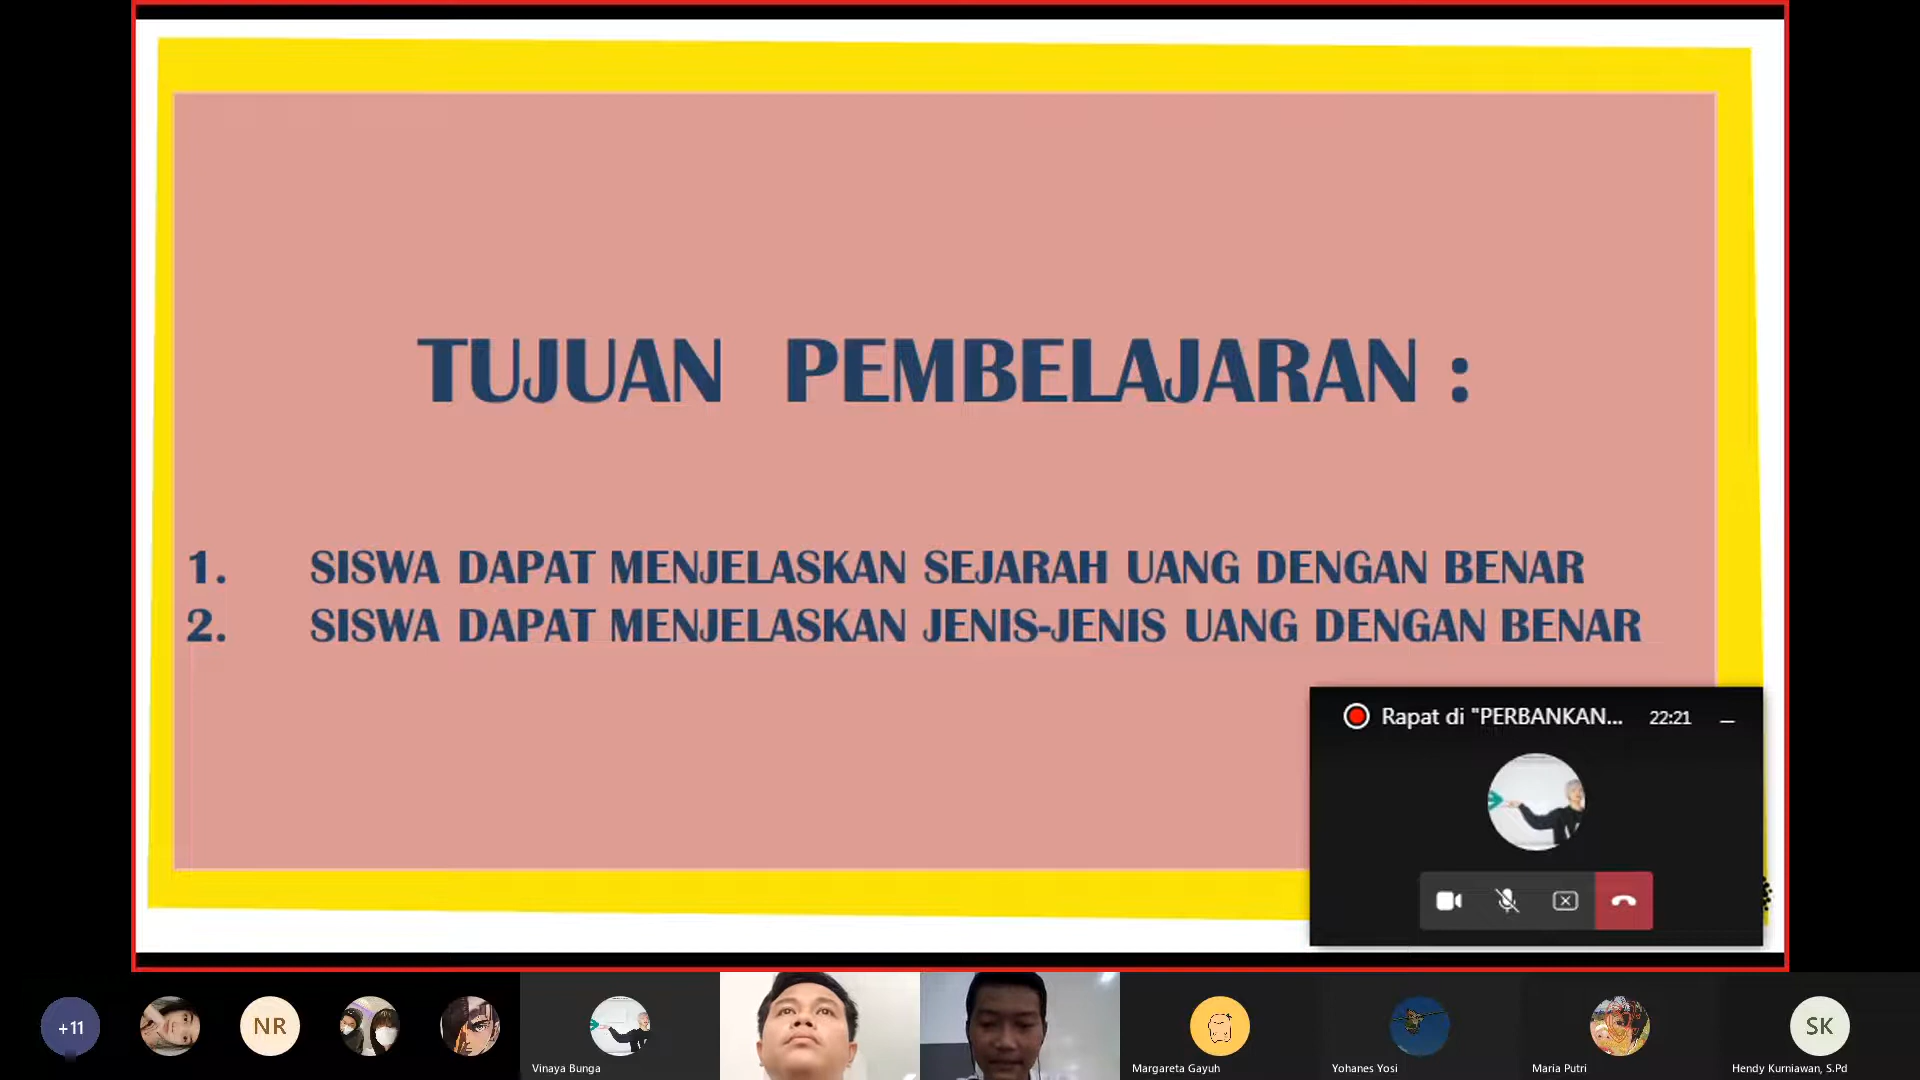 TUJUAN PEMBELAJARAN :
1. SISWA DAPAT MENJELASKAN SEJARAH UANG DENGAN BENAR
2. SISWA DAPAT MENJELASKAN JENIS-JENIS UANG DENGAN BENAR
Rapat di "PERBANKAN... 22:21
+11
NR
SK
Vinaya Bunga
Margareta Gayuh
Yohanes Yosi
Maria Putri
Hendy Kurniawan, S.Pd